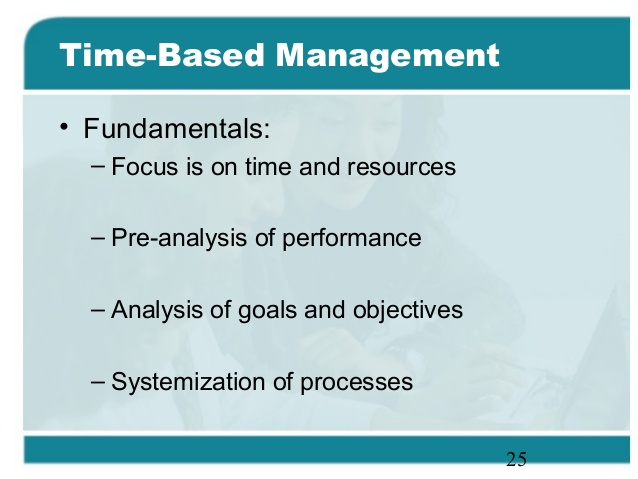 Time-Based Management
• Fundamentals:
– Focus is on time and resources
– Pre-analysis of performance
– Analysis of goals and objectives
– Systemization of processes
25